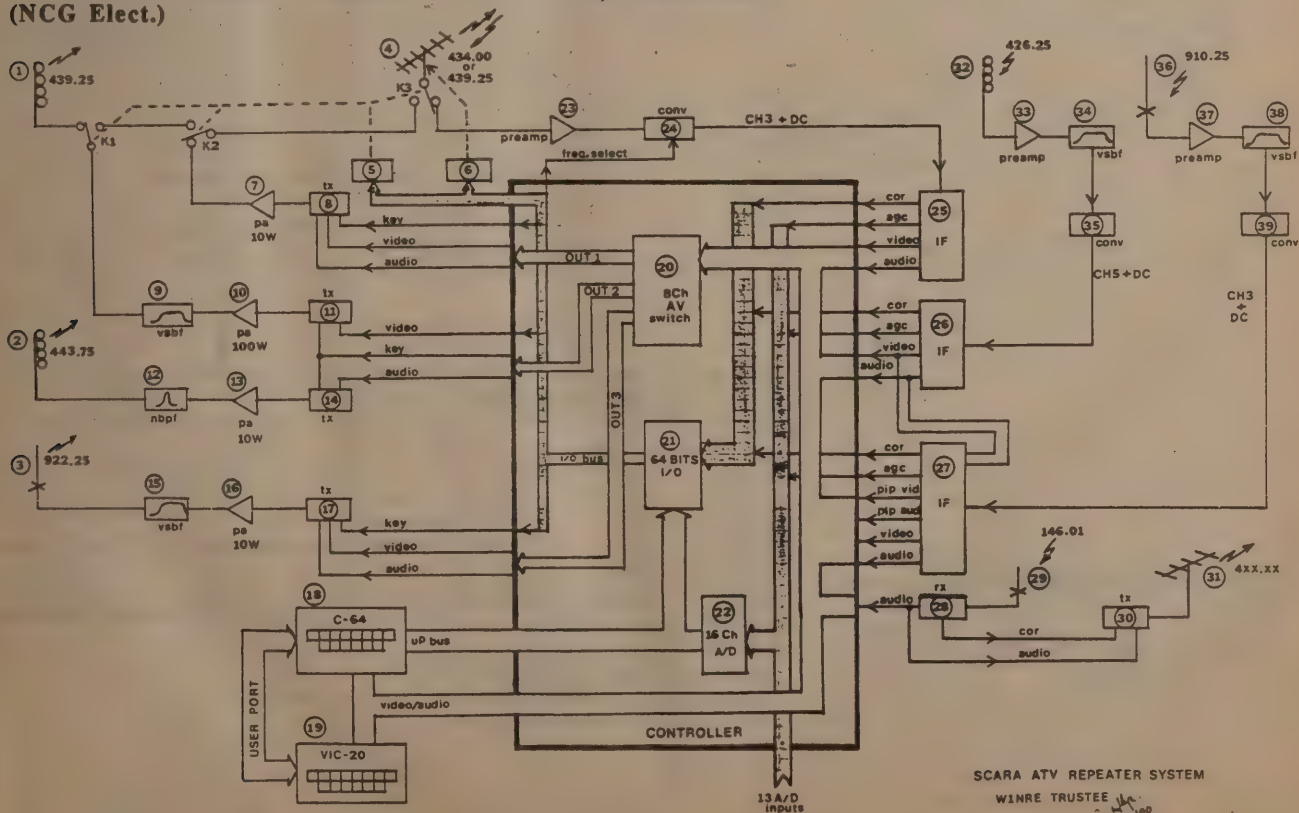 (NCG Elect.)
1
439.25
4
434.00
or
439.25
K3
K1
K2
23
preamp
conv
24
CH3 + DC
freq. select
32
426.25
33
preamp
34
vsbf
35
conv
CH5+DC
36
910.25
37
preamp
38
vsbf
39
conv
CH3
+
DC
5
6
7
pa
10W
tx
8
key
video
audio
OUT 1
OUT 2
OUT 3
20
8Ch
AV
switch
cor
agc
video
audio
25
IF
9
vsbf
10
pa
100W
tx
11
video
key
audio
cor
agc
video
audio
26
IF
2
443.75
12
nbpf
13
pa
10W
14
tx
I/O bus
21
64 BITS
I/O
cor
agc
pip vid
pip aud
video
audio
27
IF
3
922.25
15
vsbf
16
pa
10W
tx
17
key
video
audio
audio
rx
28
146.01
29
tx
30
4xx.xx
31
cor
audio
18
C-64
uP bus
22
16 Ch
A/D
USER PORT
video/audio
19
VIC-20
CONTROLLER
13 A/D
inputs
SCARA ATV REPEATER SYSTEM
W1NRE TRUSTEE